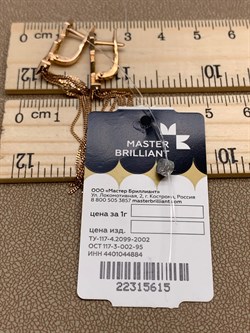 MASTER
BRILLIANT
ООО «Мастер Бриллиант»
Ул. Локомотивная, 2, г. Кострома, Россия
8 800 505 3857 masterbrilliant.com
цена за 1г
цена изд.
ТУ-117-4.2099-2002
ОСТ 117-3-002-95
ИНН 4401044884
22315615